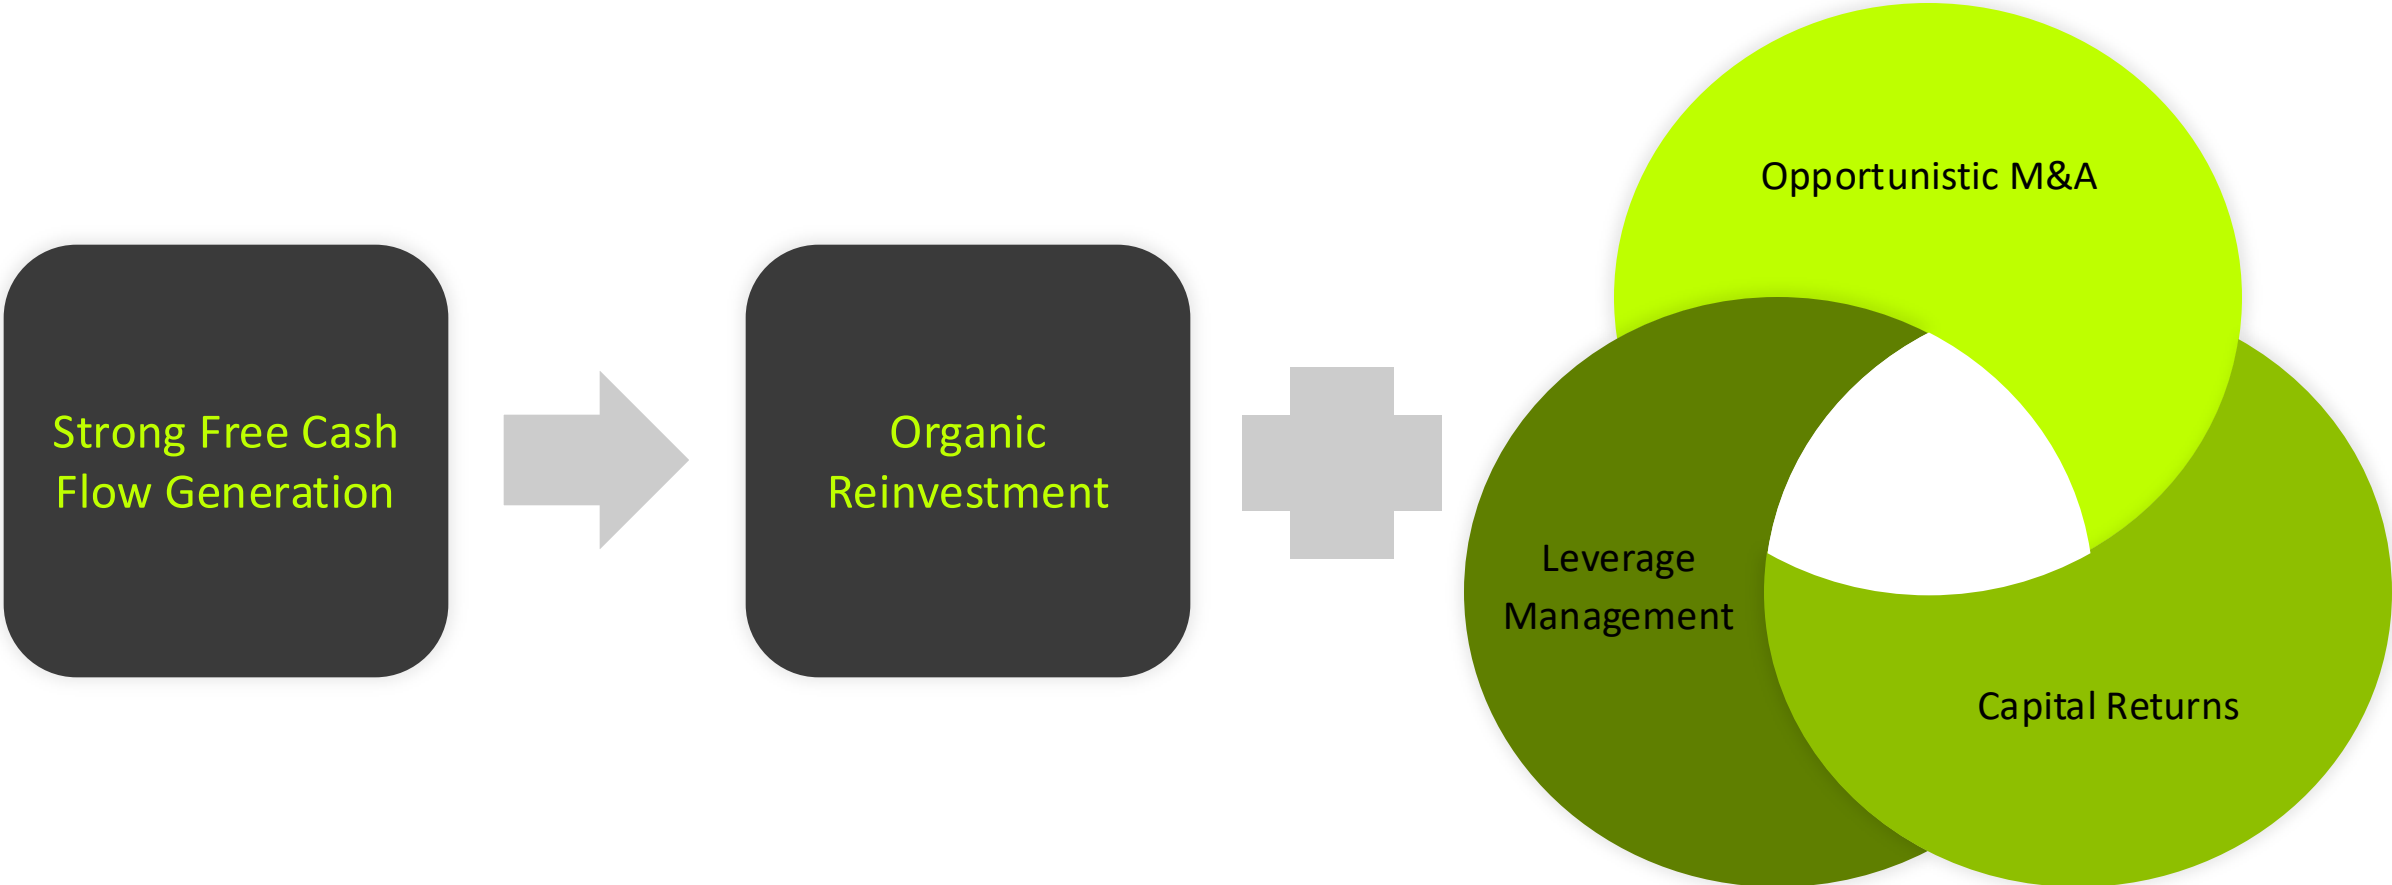 Strong Free Cash
Flow Generation
Organic
Reinvestment
Opportunistic M&A
Leverage
Management
Capital Returns